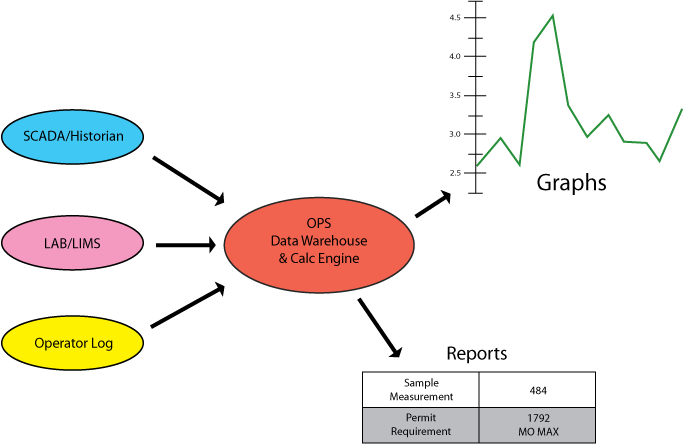 SCADA/Historian
LAB/LIMS
Operator Log
OPS
Data Warehouse
& Calc Engine
4.5
4.0
3.5
3.0
2.5
Graphs
Reports
Sample
Measurement
484
Permit
Requirement
1792
MO MAX